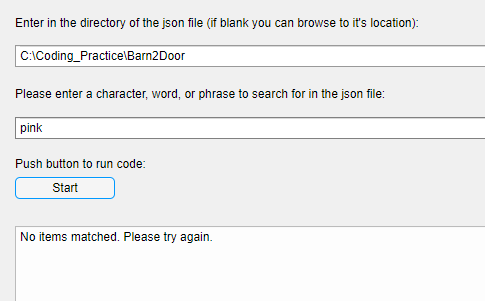 Enter in the directory of the json file (if blank you can browse to it's location):
C:\Coding_Practice\Barn2Door
Please enter a character, word, or phrase to search for in the json file:
pink
Push button to run code:
Start
No items matched. Please try again.